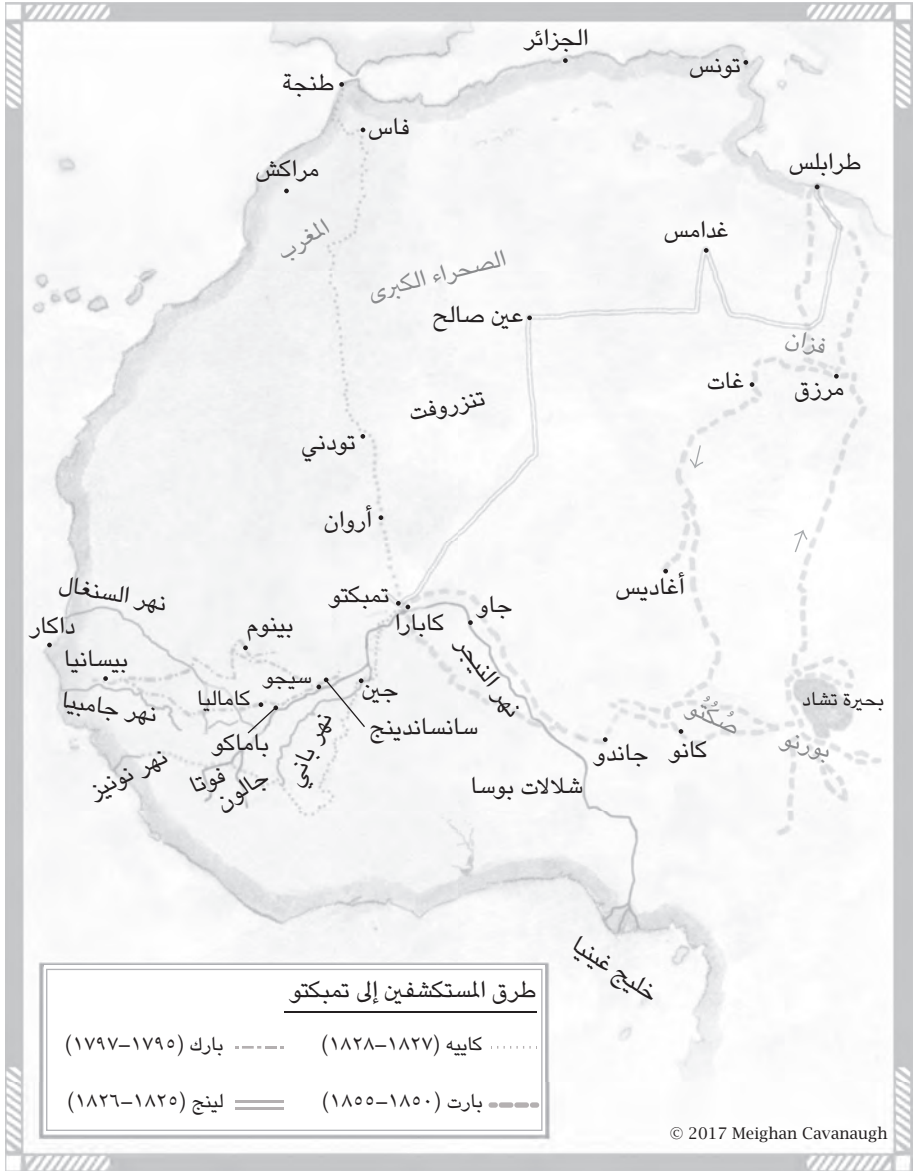 الجزائر
تونس
طنجة
فاس
طرابلس
مراكش
المغرب
غدامس
الصحراء الكبرى
عين صالح
فزان
مرزق
غات
تنزروفت
تودني
أروان
أغاديس
نهر السنغال
تمبكتو
كابارا
جاو
داكار
بينوم
بيسانيا
سيجو
جين
نهر النيجر
بحيرة تشاد
كاماليا
نهر جامبيا
صُكُتُو
سانساندينج
باماكو
نهر باني
كانو
جاندو
بورنو
نهر نونيز
فوتا
جالون
شلالات بوسا
خليج غينيا
طرق المستكشفين إلى تمبكتو
كاييه (١٨٢٧–١٨٢٨)
بارك (١٧٩٥–١٧٩٧)
بارت (١٨٥٠–١٨٥٥)
لينج (١٨٢٥–١٨٢٦)
© 2017 Meighan Cavanaugh